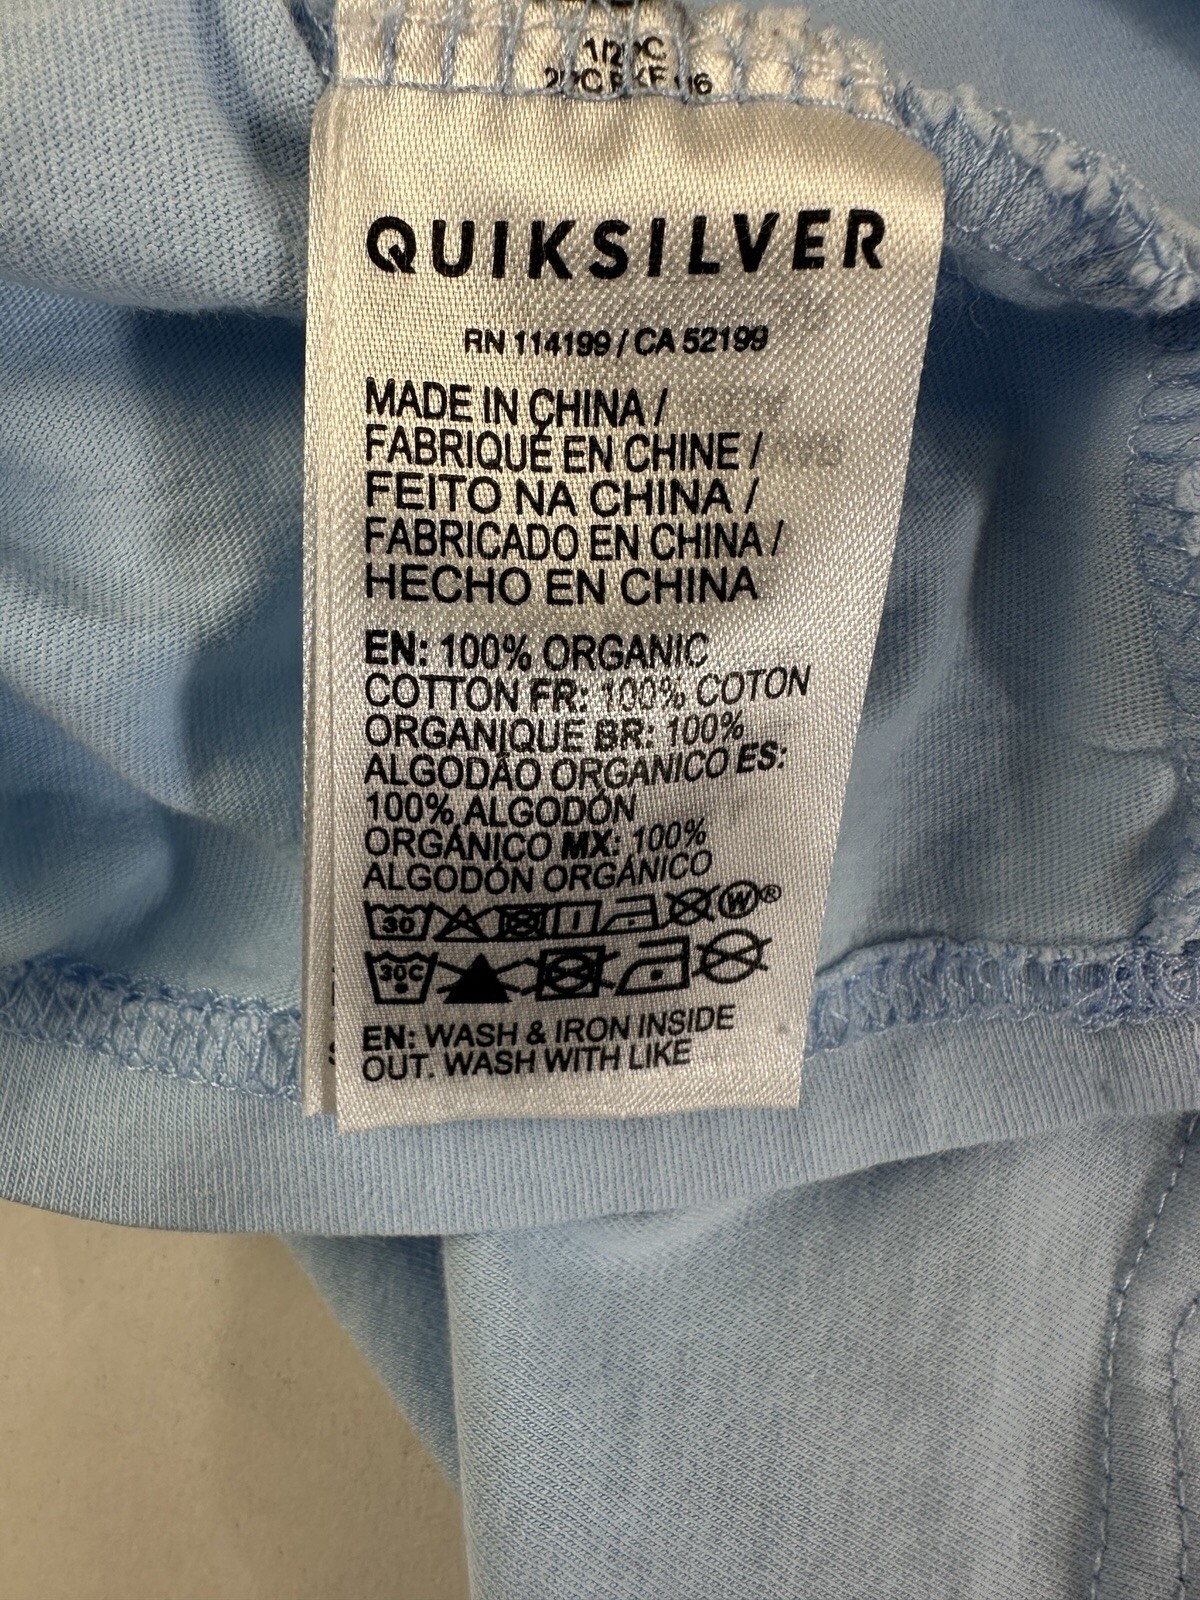 QUIKSILVER
RN 114199 / CA 52199
MADE IN CHINA /
FABRIQUÉ EN CHINE /
FEITO NA CHINA /
FABRICADO EN CHINA /
HECHO EN CHINA
EN: 100% ORGANIC
COTTON FR: 100% COTON
ORGANIQUE BR: 100%
ALGODÃO ORGANICO ES:
100% ALGODÓN
ORGÁNICO MX: 100%
ALGODÓN ORGÁNICO
30 W®
30C
EN: WASH & IRON INSIDE
OUT. WASH WITH LIKE